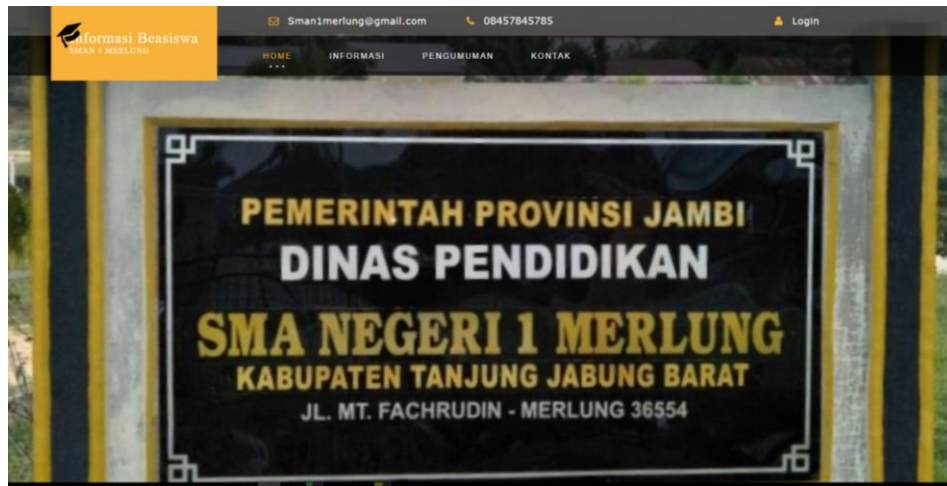 Sman1merlung@gmail.com 08457845785 Login
Informasi Beasiswa
SMAN 1 MERLUNG
HOME INFORMASI PENGUMUMAN KONTAK
PEMERINTAH PROVINSI JAMBI
DINAS PENDIDIKAN
SMA NEGERI 1 MERLUNG
KABUPATEN TANJUNG JABUNG BARAT
JL. MT. FACHRUDIN - MERLUNG 36554